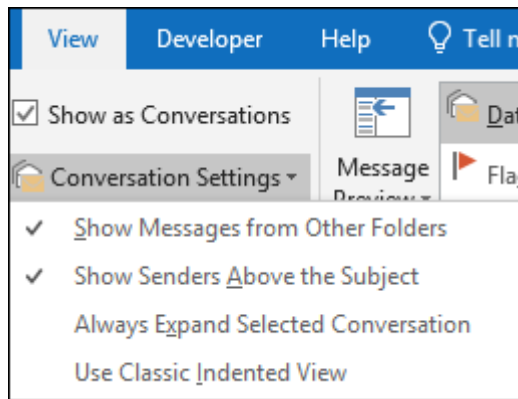 View Developer Help Tell
Show as Conversations
Conversation Settings
Message
Preview
Show Messages from Other Folders
Show Senders Above the Subject
Always Expand Selected Conversation
Use Classic Indented View